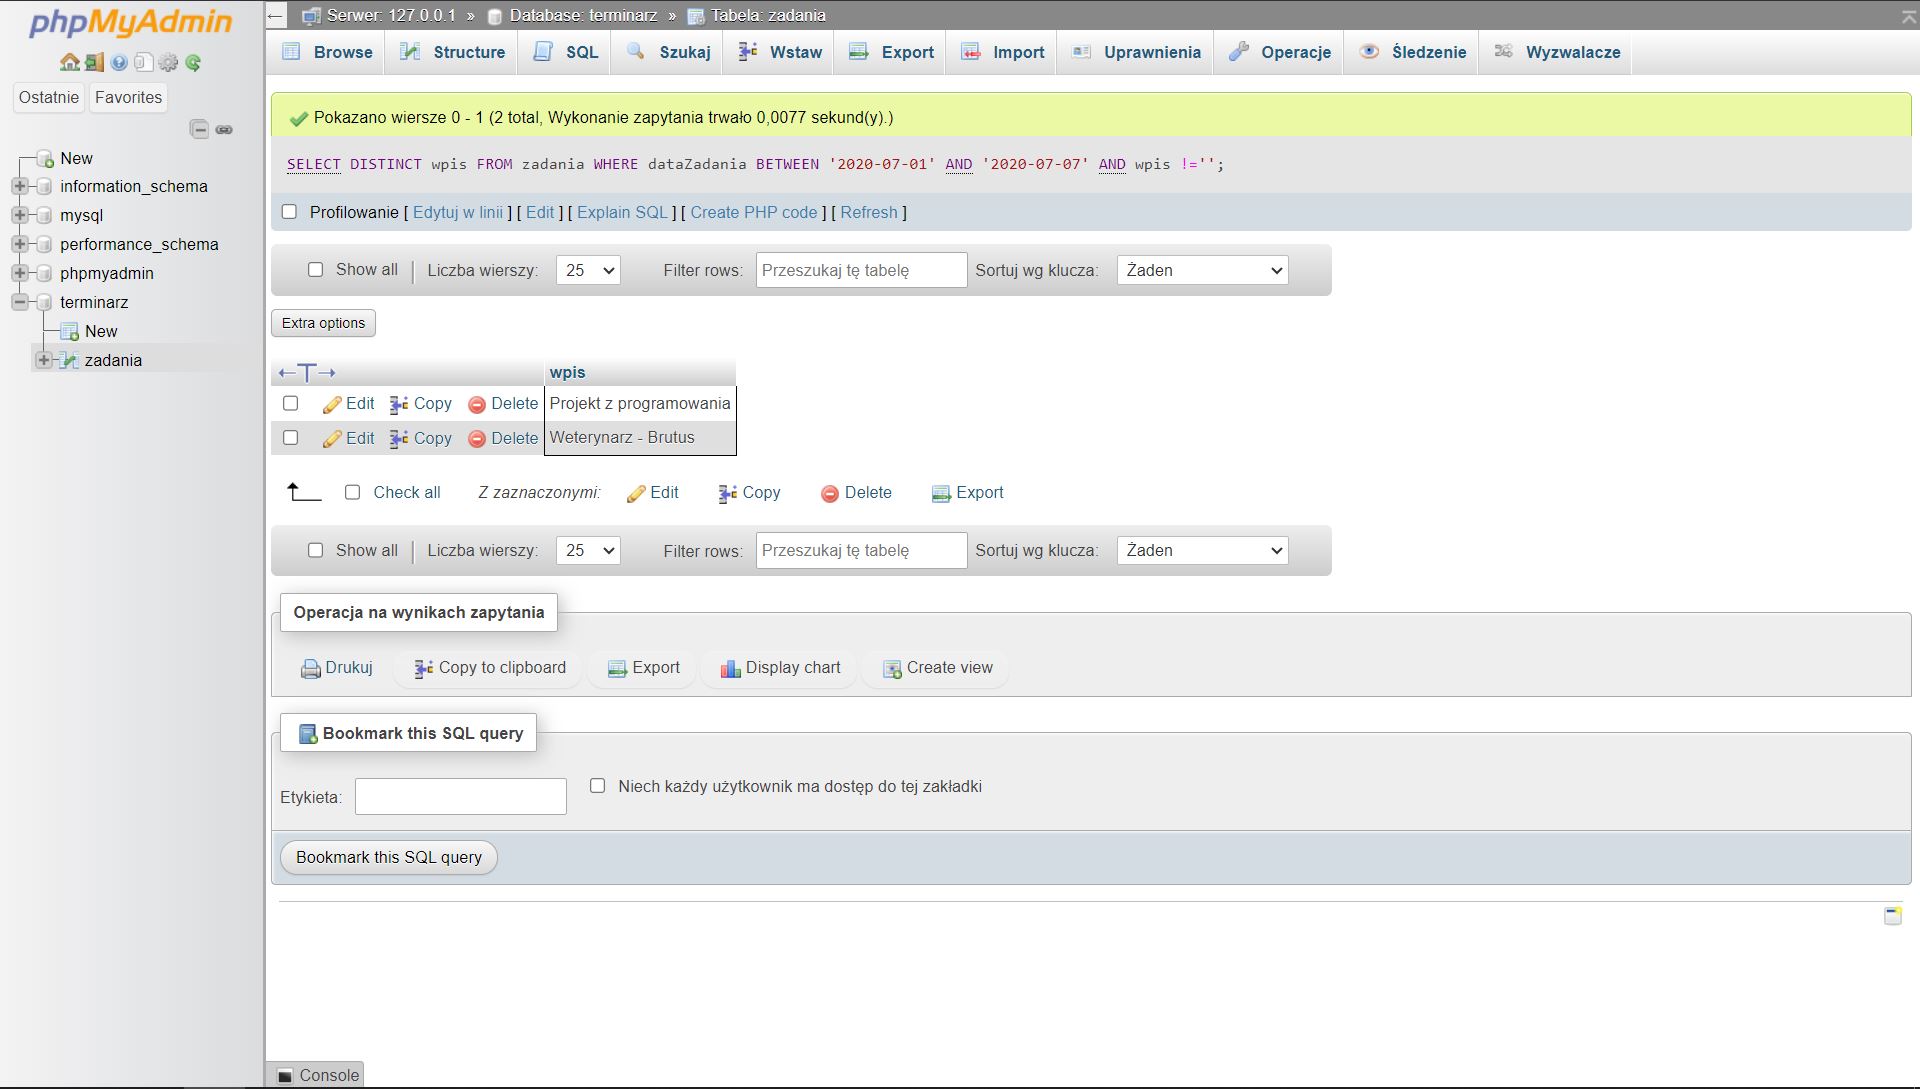 phpMyAdmin
Ostatnie Favorites
New
information_schema
mysql
performance_schema
phpmyadmin
terminarz
New
zadania
Serwer: 127.0.0.1 » Database: terminarz » Tabela: zadania
Browse Structure SQL Szukaj Wstaw Export Import Uprawnienia Operacje Śledzenie Wyzwalacze
Pokazano wiersze 0 - 1 (2 total, Wykonanie zapytania trwało 0,0077 sekund(y).)
SELECT DISTINCT wpis FROM zadania WHERE dataZadania BETWEEN '2020-07-01' AND '2020-07-07' AND wpis !='';
Profilowanie [ Edytuj w linii ] [ Edit ] [ Explain SQL ] [ Create PHP code ] [ Refresh ]
Show all | Liczba wierszy: 25 Filter rows: Przeszukaj tę tabelę Sortuj wg klucza: Żaden
Extra options
←T→ wpis
Edit Copy Delete Projekt z programowania
Edit Copy Delete Weterynarz - Brutus
Check all Z zaznaczonymi: Edit Copy Delete Export
Show all | Liczba wierszy: 25 Filter rows: Przeszukaj tę tabelę Sortuj wg klucza: Żaden
Operacja na wynikach zapytania
Drukuj Copy to clipboard Export Display chart Create view
Bookmark this SQL query
Etykieta: Niech każdy użytkownik ma dostęp do tej zakładki
Bookmark this SQL query
Console